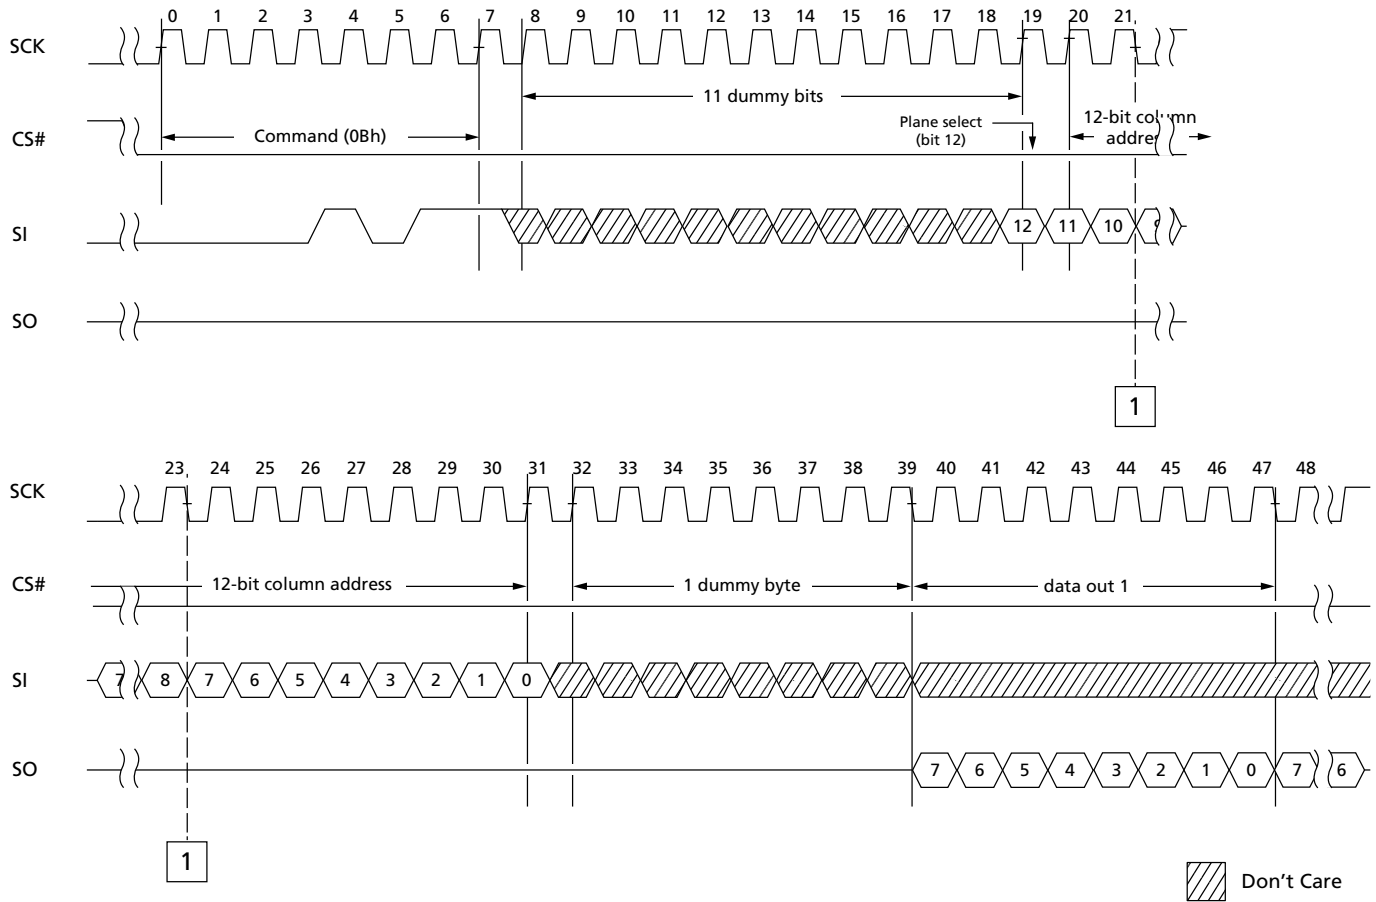 0 1 2 3 4 5 6 7 8 9 10 11 12 13 14 15 16 17 18 19 20 21
SCK
11 dummy bits
Command (0Bh)
Plane select
(bit 12)
12-bit column
CS#
SI
12 11 10
SO
1
23 24 25 26 27 28 29 30 31 32 33 34 35 36 37 38 39 40 41 42 43 44 45 46 47 48
SCK
CS#
12-bit column address
1 dummy byte
data out 1
SI
7 8 7 6 5 4 3 2 1 0
SO
7 6 5 4 3 2 1 0 7 6
1
Don't Care